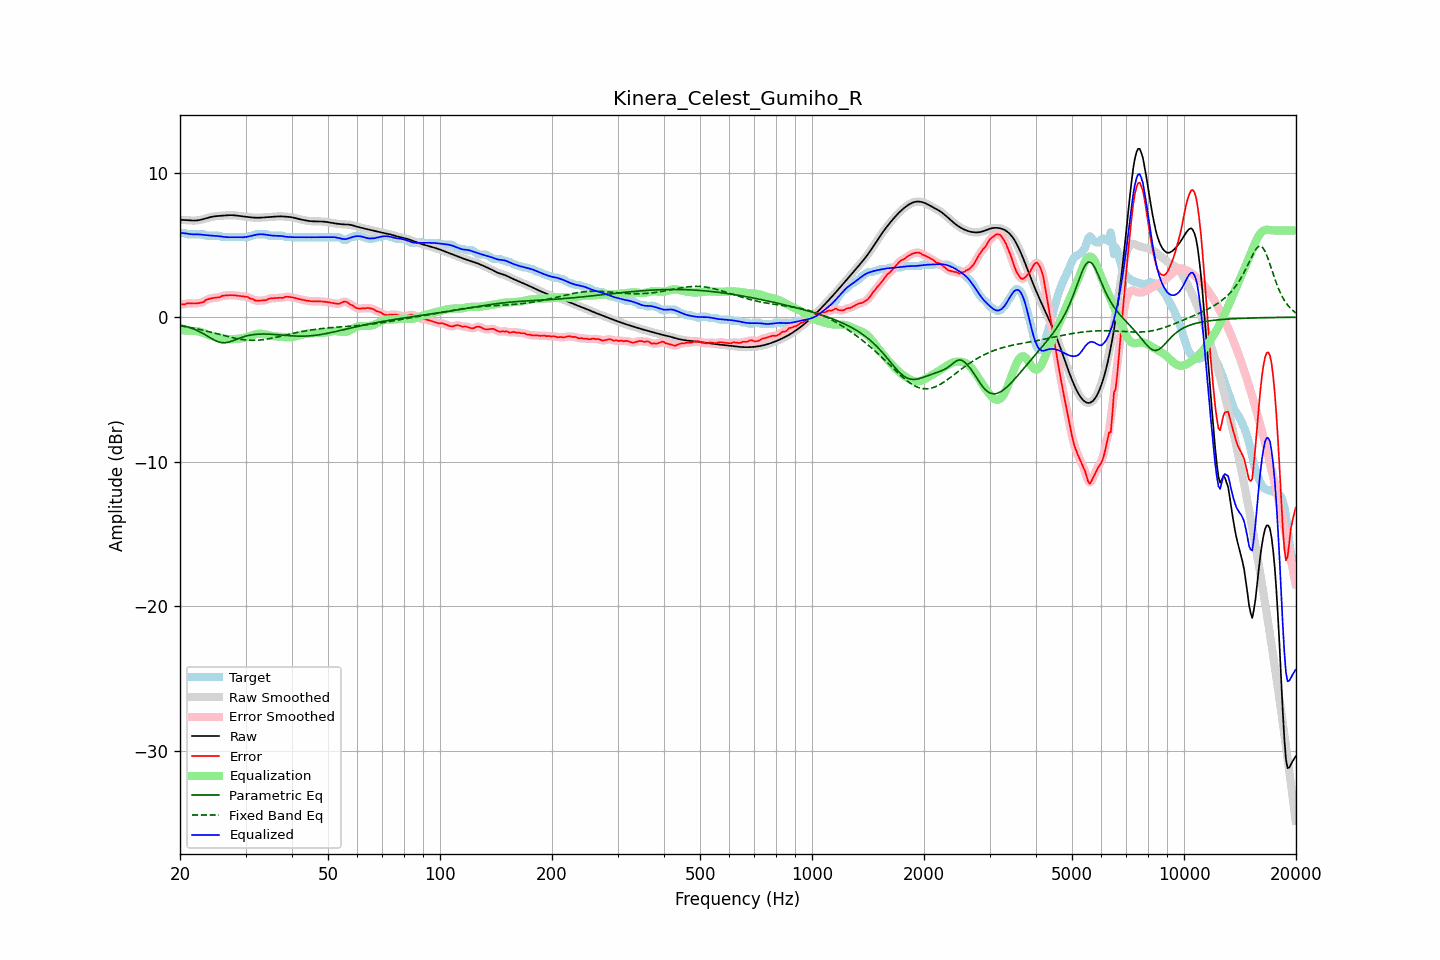 Kinera_Celest_Gumiho_R
10
0
−10
−20
−30
Amplitude (dBr)
Target
Raw Smoothed
Error Smoothed
Raw
Error
Equalization
Parametric Eq
Fixed Band Eq
Equalized
20 50 100 200 500 1000 2000 5000 10000 20000
Frequency (Hz)